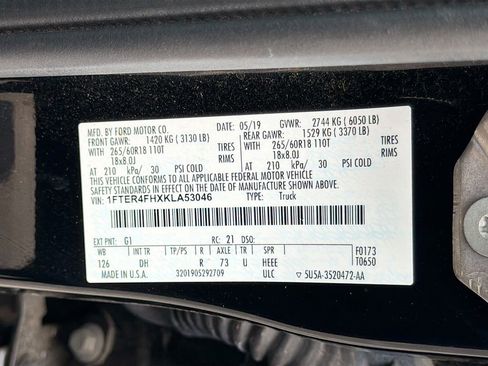 MFD. BY FORD MOTOR CO. 05/19 GVWR: 2744 KG ( 6050 LB)
FRONT GAWR: 1420 KG ( 3130 LB) REAR GAWR: 1529 KG ( 3370 LB)
WITH 265/60R18 110T TIRES WITH 265/60R18 110T TIRES
18x8.0J RIMS 18x8.0J RIMS
AT 210 kPa/ 30 PSI COLD AT 210 kPa/ 30 PSI COLD
THIS VEHICLE CONFORMS TO ALL APPLICABLE FEDERAL MOTOR VEHICLE
SAFETY STANDARDS IN EFFECT ON THE DATE OF MANUFACTURE SHOWN ABOVE.
VIN: 1FTER4FHXKLA53046 TYPE: Truck
EXT PNT: G1 RC: 21 DSO:
WB INT TR TP/PS R AXLE TR SPR F0173
126 DH R 73 U HEEE T0650
MADE IN U.S.A. 3201905292709 ULC ▽ 5U5A-3520472-AA